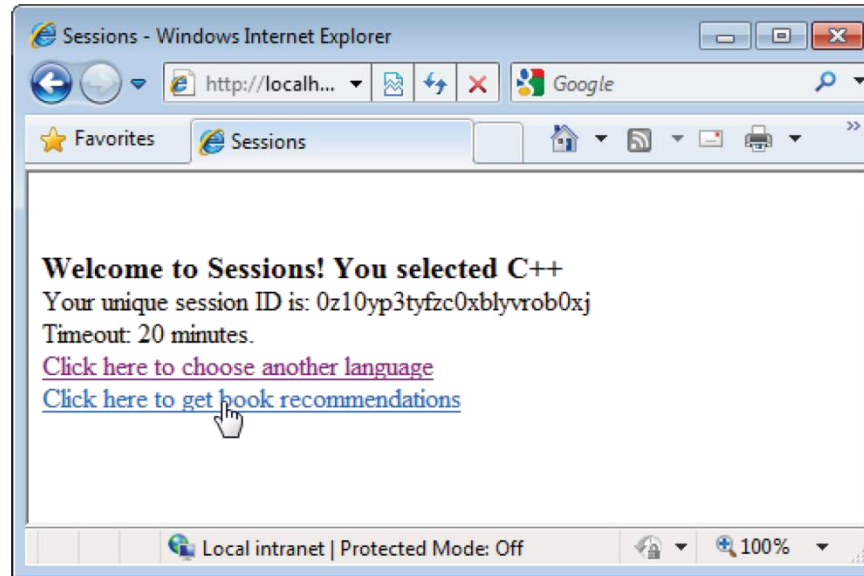 Sessions - Windows Internet Explorer
http://localh...
Google
Favorites
Sessions
Welcome to Sessions! You selected C++
Your unique session ID is: 0z10yp3tyfzc0xblyvrob0xj
Timeout: 20 minutes.
Click here to choose another language
Click here to get book recommendations
Local intranet | Protected Mode: Off
100%